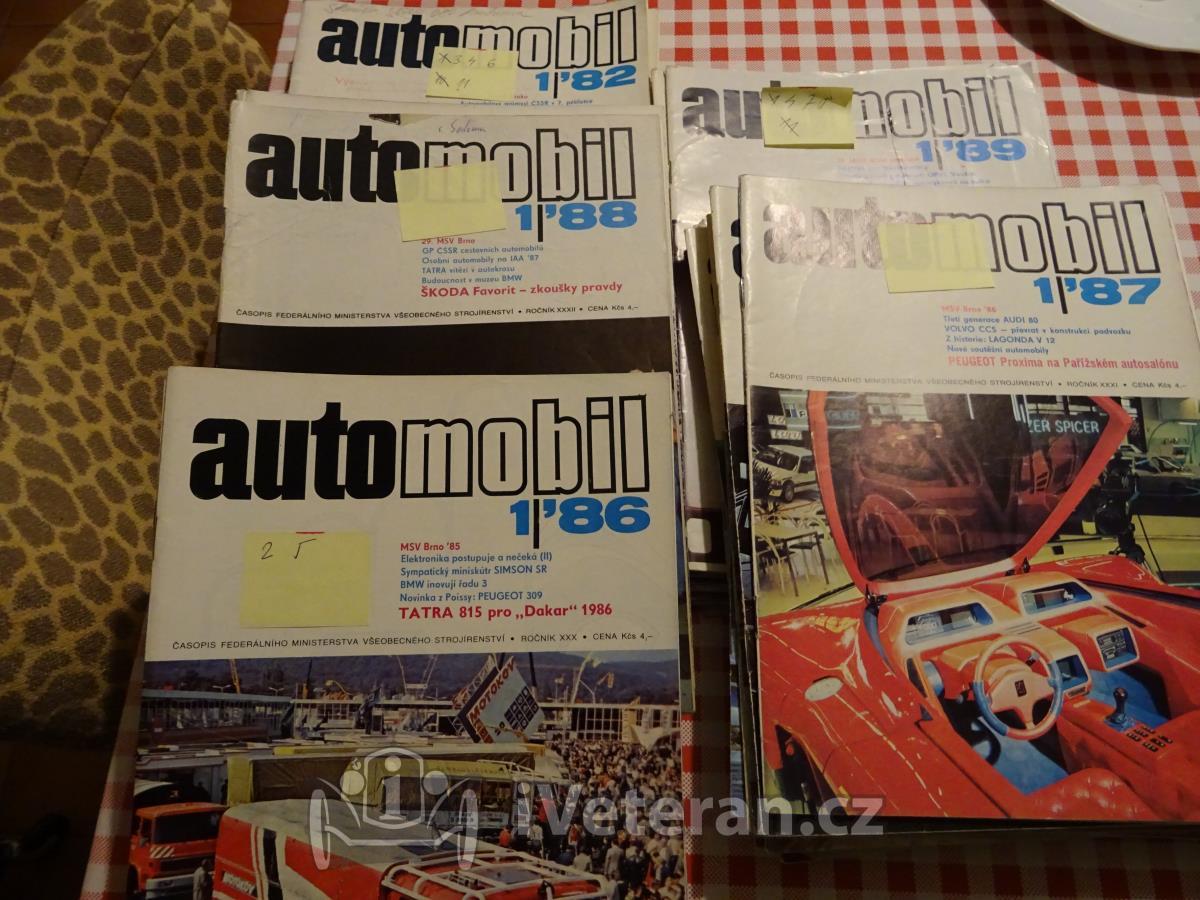 automobil
1'82
automobil
1'89
automobil
1'88
29. MSV Brno
GP ČSSR cestovních automobilů
Osobní automobily na IAA '87
TATRA vítězí v autokrosu
Budoucnost v muzeu BMW
ŠKODA Favorit – zkoušky pravdy
ČASOPIS FEDERÁLNÍHO MINISTERSTVA VŠEOBECNÉHO STROJÍRENSTVÍ • ROČNÍK XXXII • CENA Kčs 4,–
automobil
1'87
MSV Brno '86
Třetí generace AUDI 80
VOLVO CCS – převrat v konstrukci podvozku
Z historie: LAGONDA V 12
Nové soutěžní automobily
PEUGEOT Proxima na Pařížském autosalónu
ČASOPIS FEDERÁLNÍHO MINISTERSTVA VŠEOBECNÉHO STROJÍRENSTVÍ • ROČNÍK XXXI • CENA Kčs 4,–
SPICER
automobil
1'86
2 5
MSV Brno '85
Elektronika postupuje a nečeká (II)
Sympatický miniskútr SIMSON SR
BMW inovují řadu 3
Novinka z Poissy: PEUGEOT 309
TATRA 815 pro „Dakar“ 1986
ČASOPIS FEDERÁLNÍHO MINISTERSTVA VŠEOBECNÉHO STROJÍRENSTVÍ • ROČNÍK XXX • CENA Kčs 4,–
MOTOKOV
iVeteran.cz